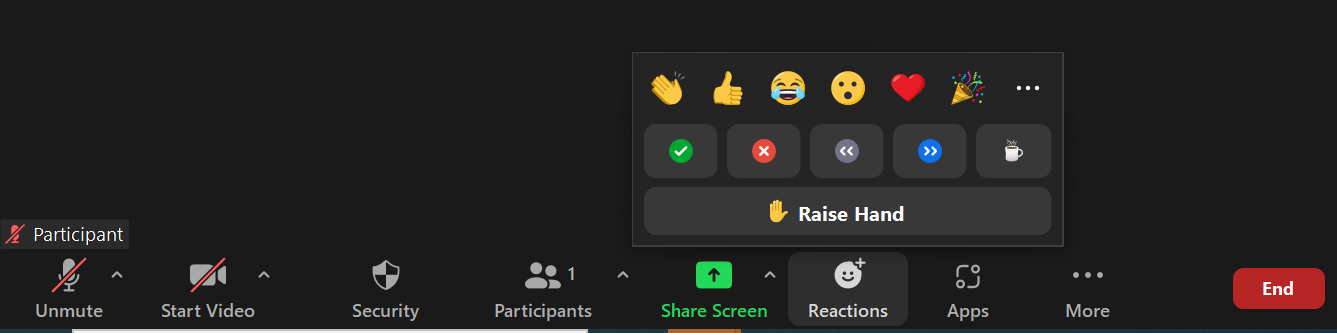 Raise Hand
Participant
1
Unmute
Start Video
Security
Participants
Share Screen
Reactions
Apps
More
End